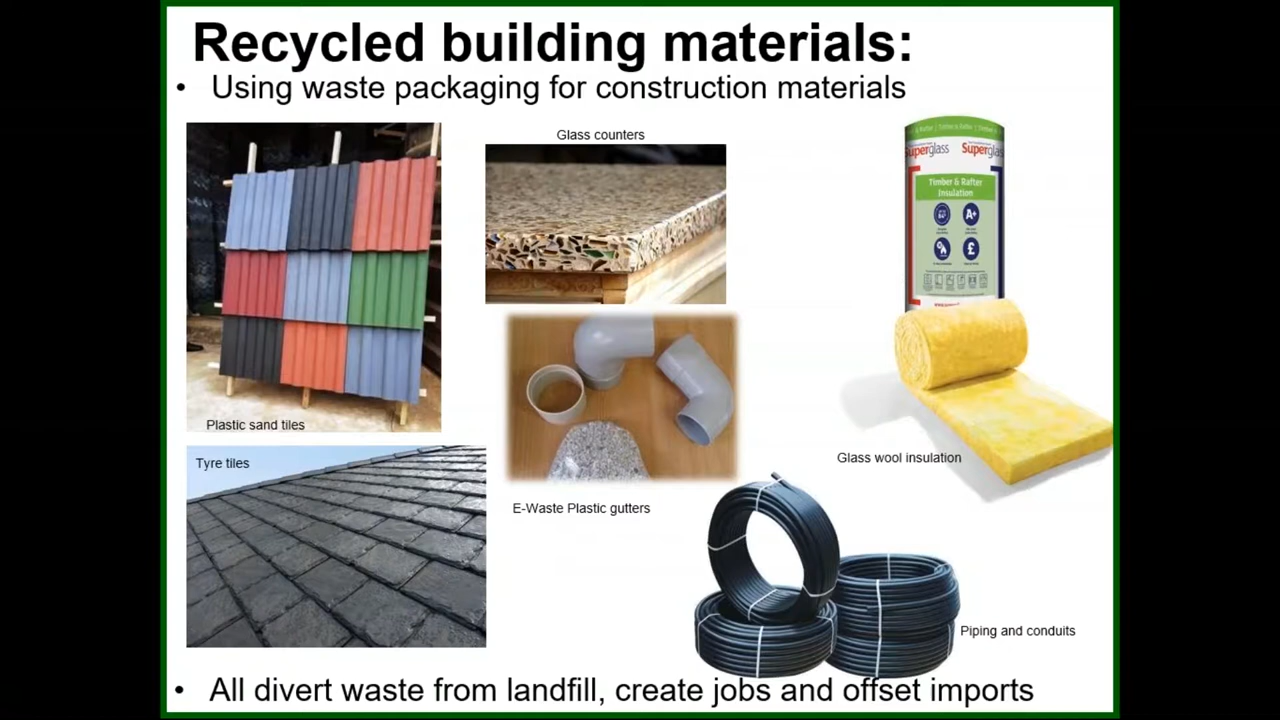 Recycled building materials:
• Using waste packaging for construction materials
Glass counters
Superglass Superglas
Timber & Rafter
Insulation
A+
£
Plastic sand tiles
Tyre tiles
Glass wool insulation
E-Waste Plastic gutters
Piping and conduits
• All divert waste from landfill, create jobs and offset imports